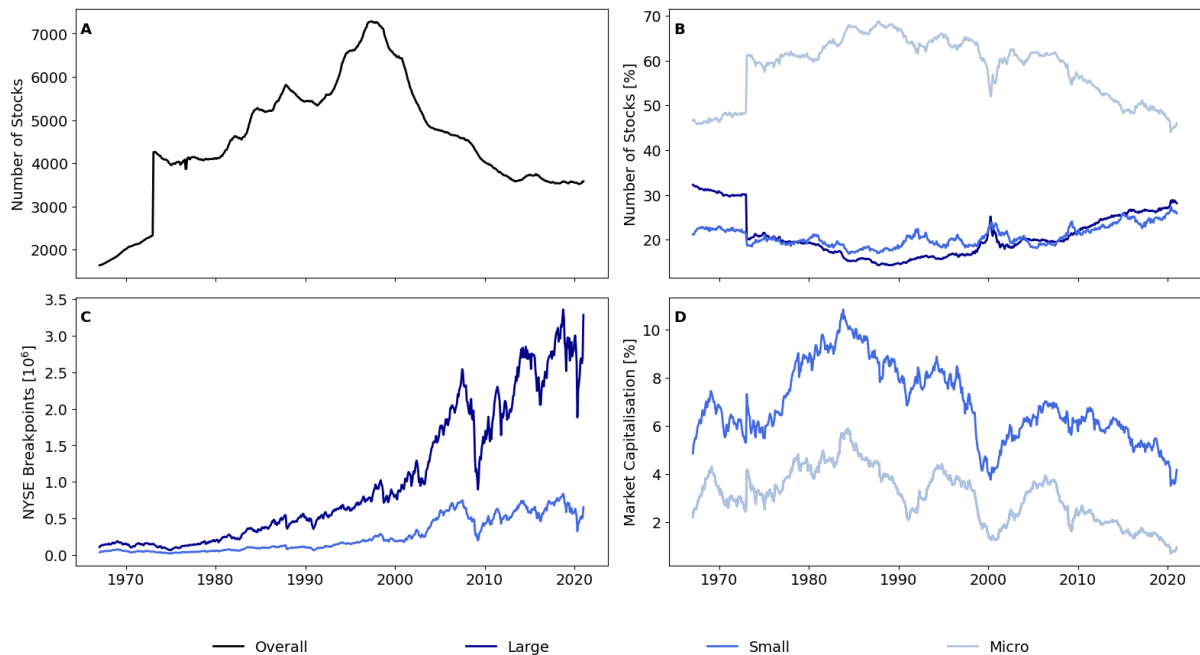 A
Number of Stocks
7000
6000
5000
4000
3000
2000
B
Number of Stocks [%]
70
60
50
40
30
20
C
NYSE Breakpoints [10⁶]
3.5
3.0
2.5
2.0
1.5
1.0
0.5
0.0
1970 1980 1990 2000 2010 2020
D
Market Capitalisation [%]
10
8
6
4
2
1970 1980 1990 2000 2010 2020
Overall Large Small Micro